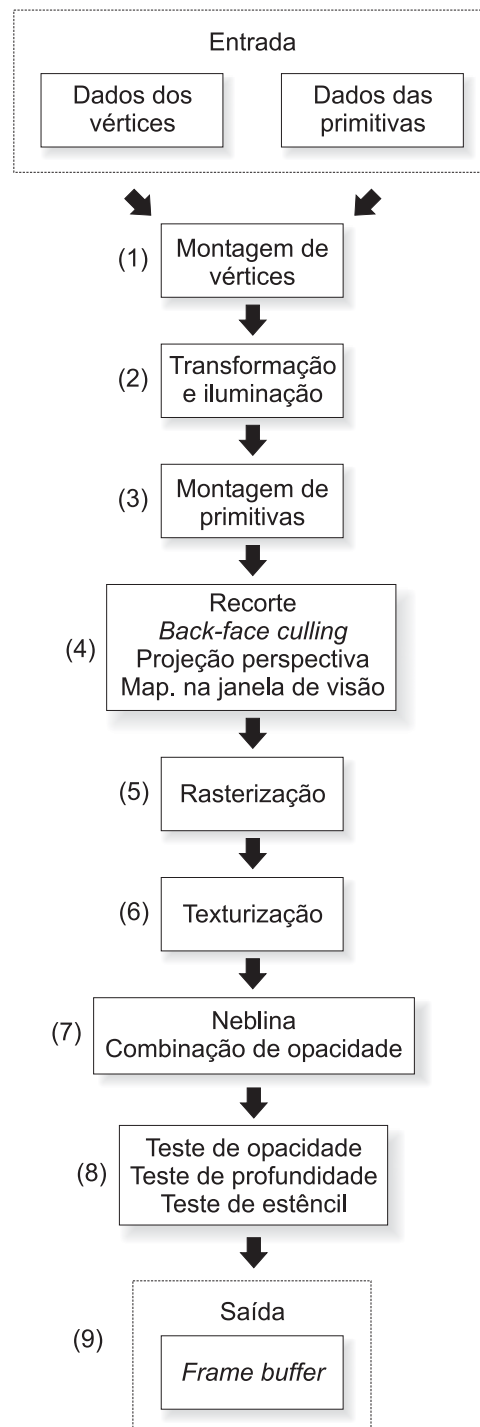 Entrada
Dados dos
vértices
Dados das
primitivas
(1)
Montagem de
vértices
(2)
Transformação
e iluminação
(3)
Montagem de
primitivas
(4)
Recorte
Back-face culling
Projeção perspectiva
Map. na janela de visão
(5)
Rasterização
(6)
Texturização
(7)
Neblina
Combinação de opacidade
(8)
Teste de opacidade
Teste de profundidade
Teste de estêncil
(9)
Saída
Frame buffer